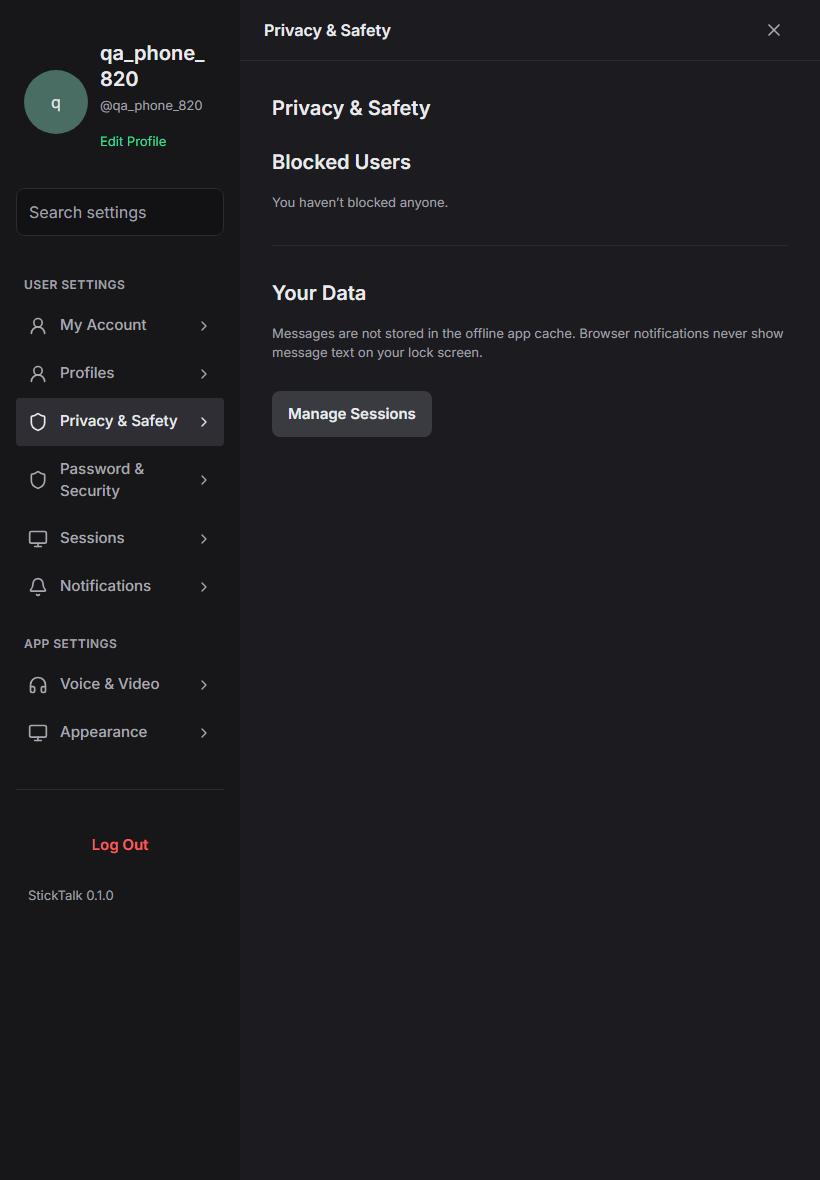 qa_phone_
820
q
@qa_phone_820
Edit Profile
Search settings
USER SETTINGS
My Account
Profiles
Privacy & Safety
Password &
Security
Sessions
Notifications
APP SETTINGS
Voice & Video
Appearance
Log Out
StickTalk 0.1.0
Privacy & Safety
Privacy & Safety
Blocked Users
You haven’t blocked anyone.
Your Data
Messages are not stored in the offline app cache. Browser notifications never show
message text on your lock screen.
Manage Sessions